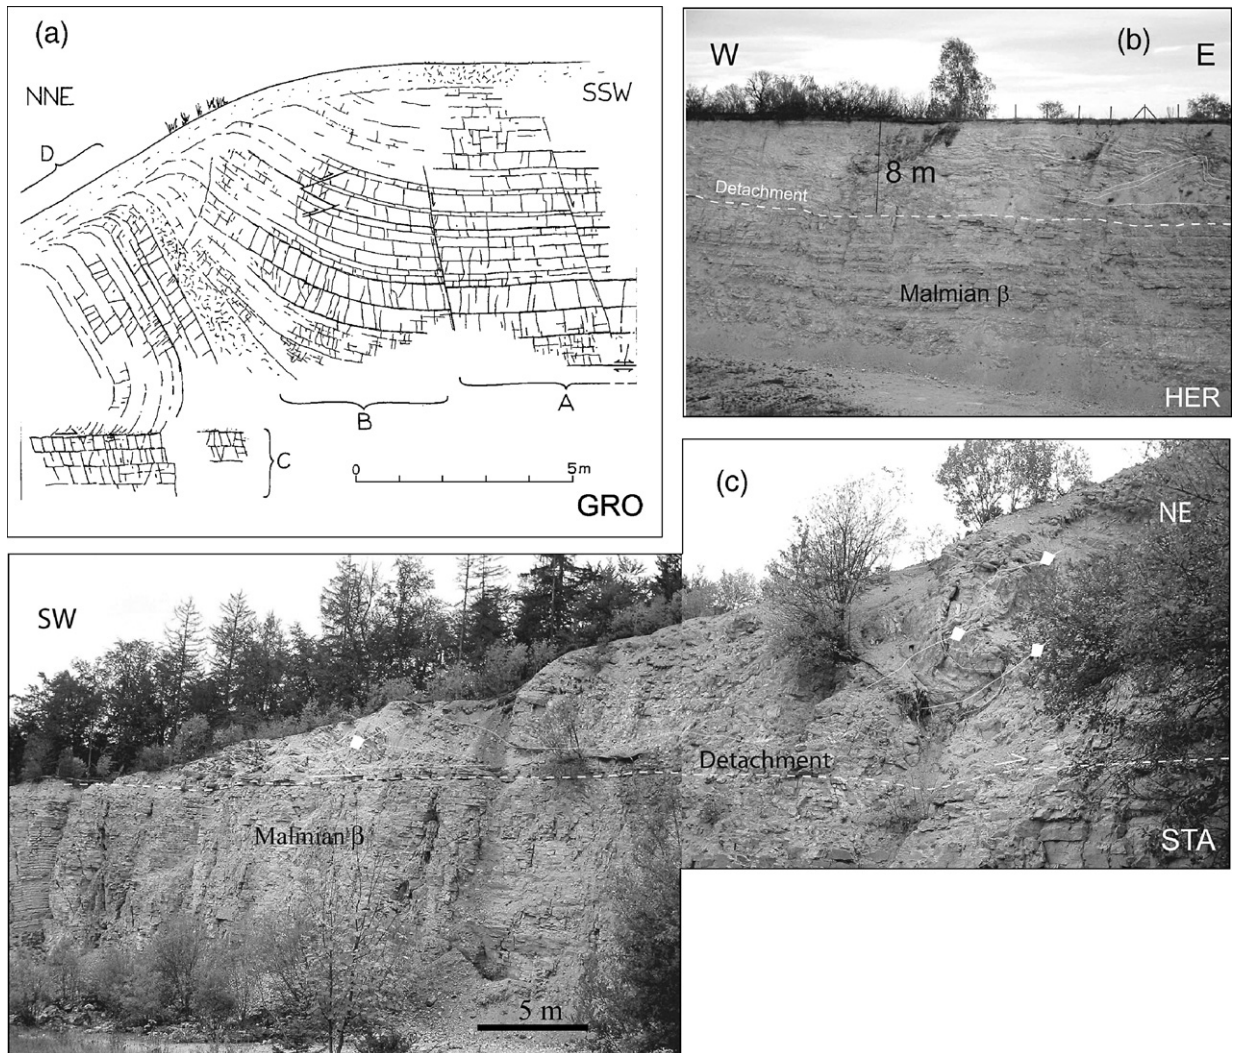 (a)
NNE
SSW
D
A
B
C
0
5m
GRO
(b)
W
E
8 m
Detachment
Malmian β
HER
(c)
NE
SW
Detachment
Malmian β
STA
5 m